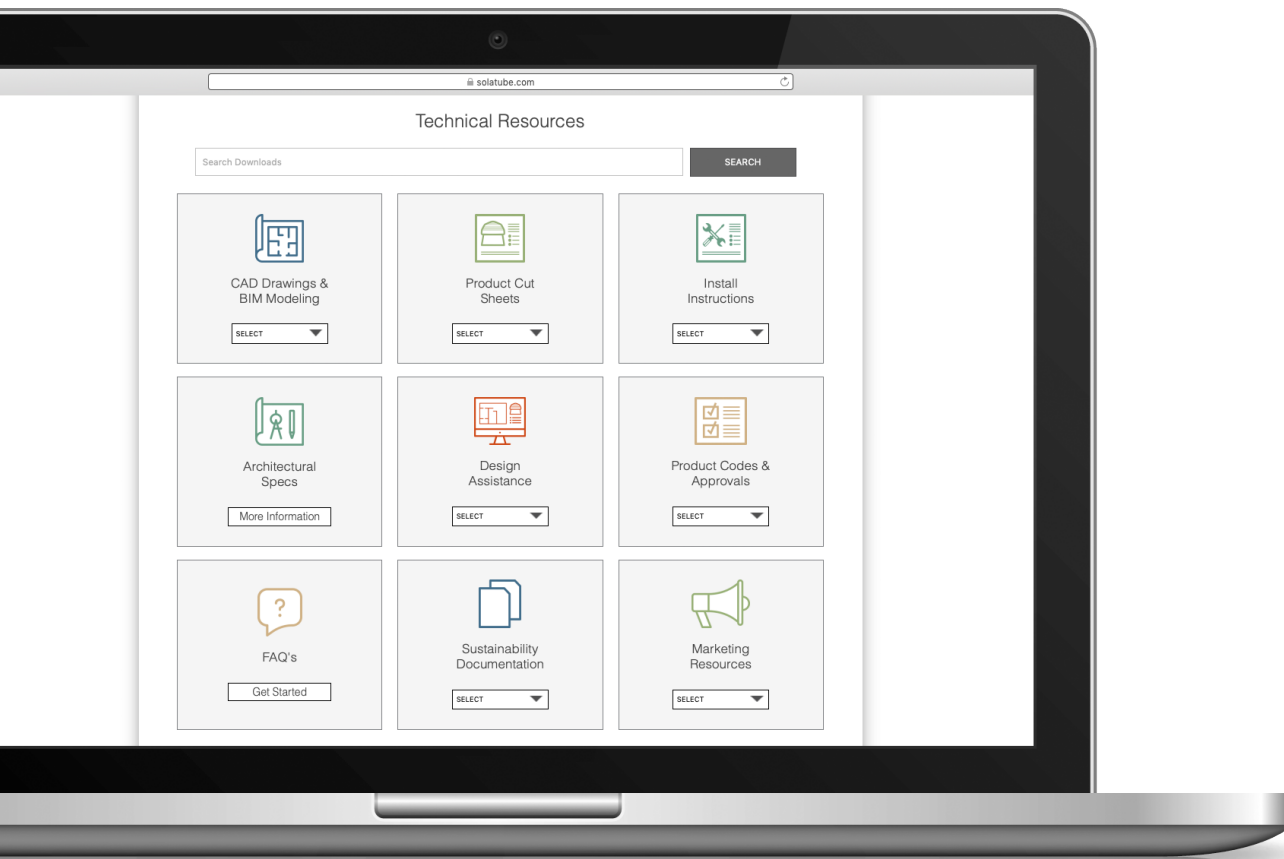 solatube.com
Technical Resources
Search Downloads
SEARCH
CAD Drawings &
BIM Modeling
SELECT
Product Cut
Sheets
SELECT
Install
Instructions
SELECT
Architectural
Specs
More Information
Design
Assistance
SELECT
Product Codes &
Approvals
SELECT
?
FAQ's
Get Started
Sustainability
Documentation
SELECT
Marketing
Resources
SELECT